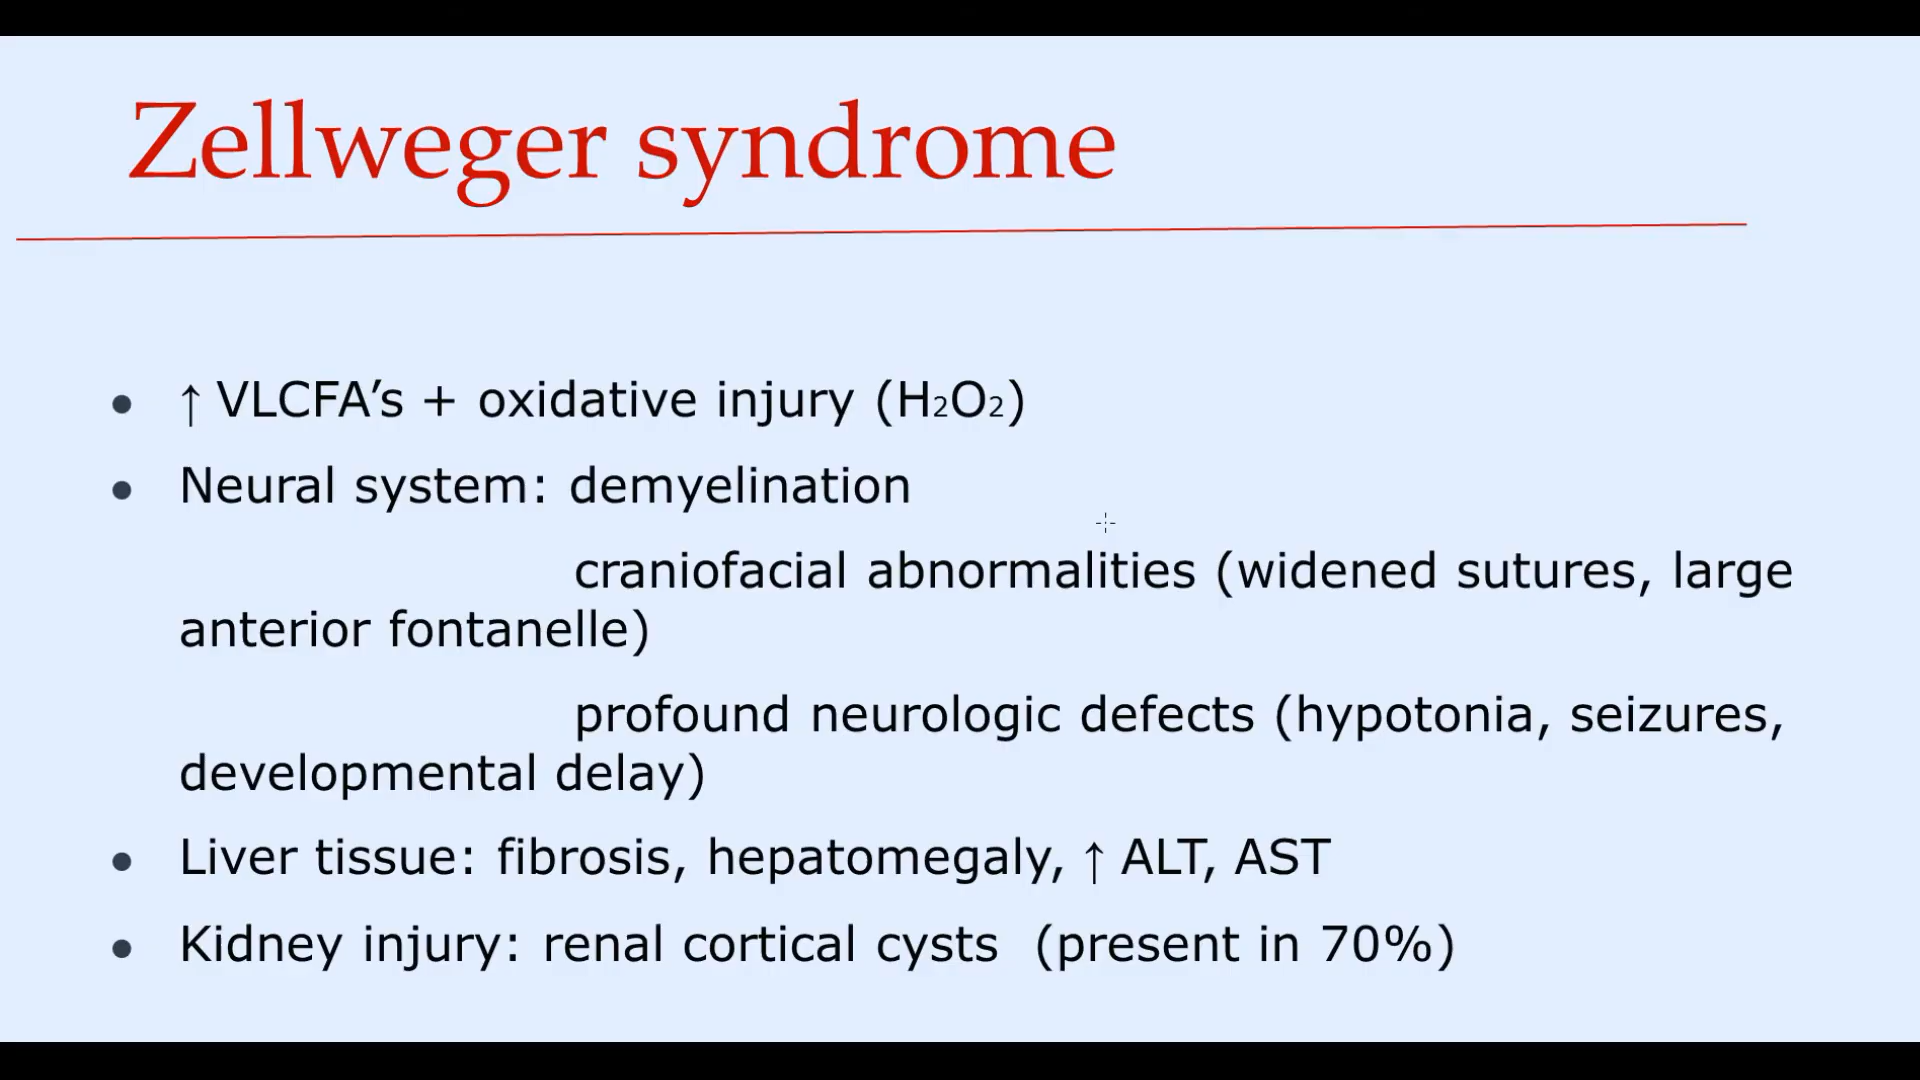 Zellweger syndrome
• ↑ VLCFA’s + oxidative injury (H₂O₂)
• Neural system: demyelination
craniofacial abnormalities (widened sutures, large
anterior fontanelle)
profound neurologic defects (hypotonia, seizures,
developmental delay)
• Liver tissue: fibrosis, hepatomegaly, ↑ ALT, AST
• Kidney injury: renal cortical cysts  (present in 70%)